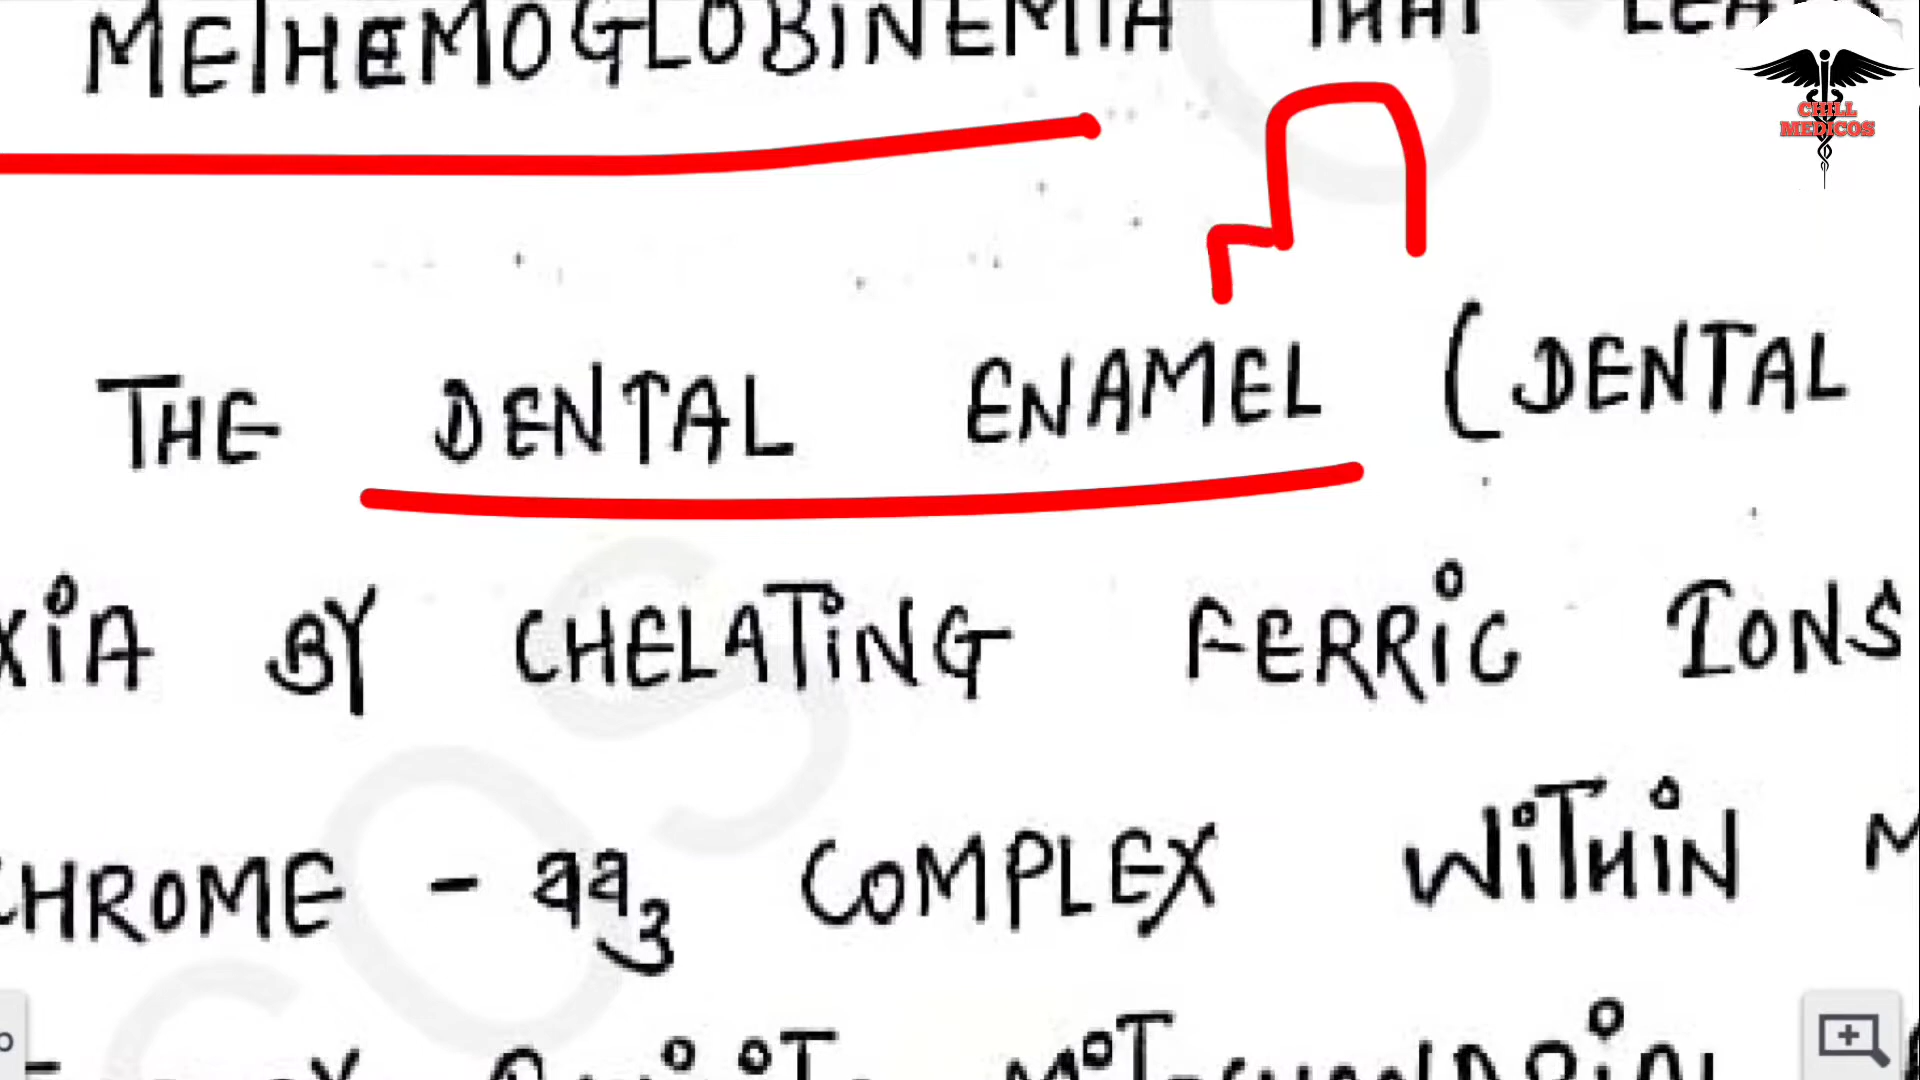 METHEMOGLOBINEMIA THAT
CHILL
MEDICOS
THE DENTAL ENAMEL (DENTAL
XIA BY CHELATING FERRIC IONS
CHROME - aa3 COMPLEX WITHIN M